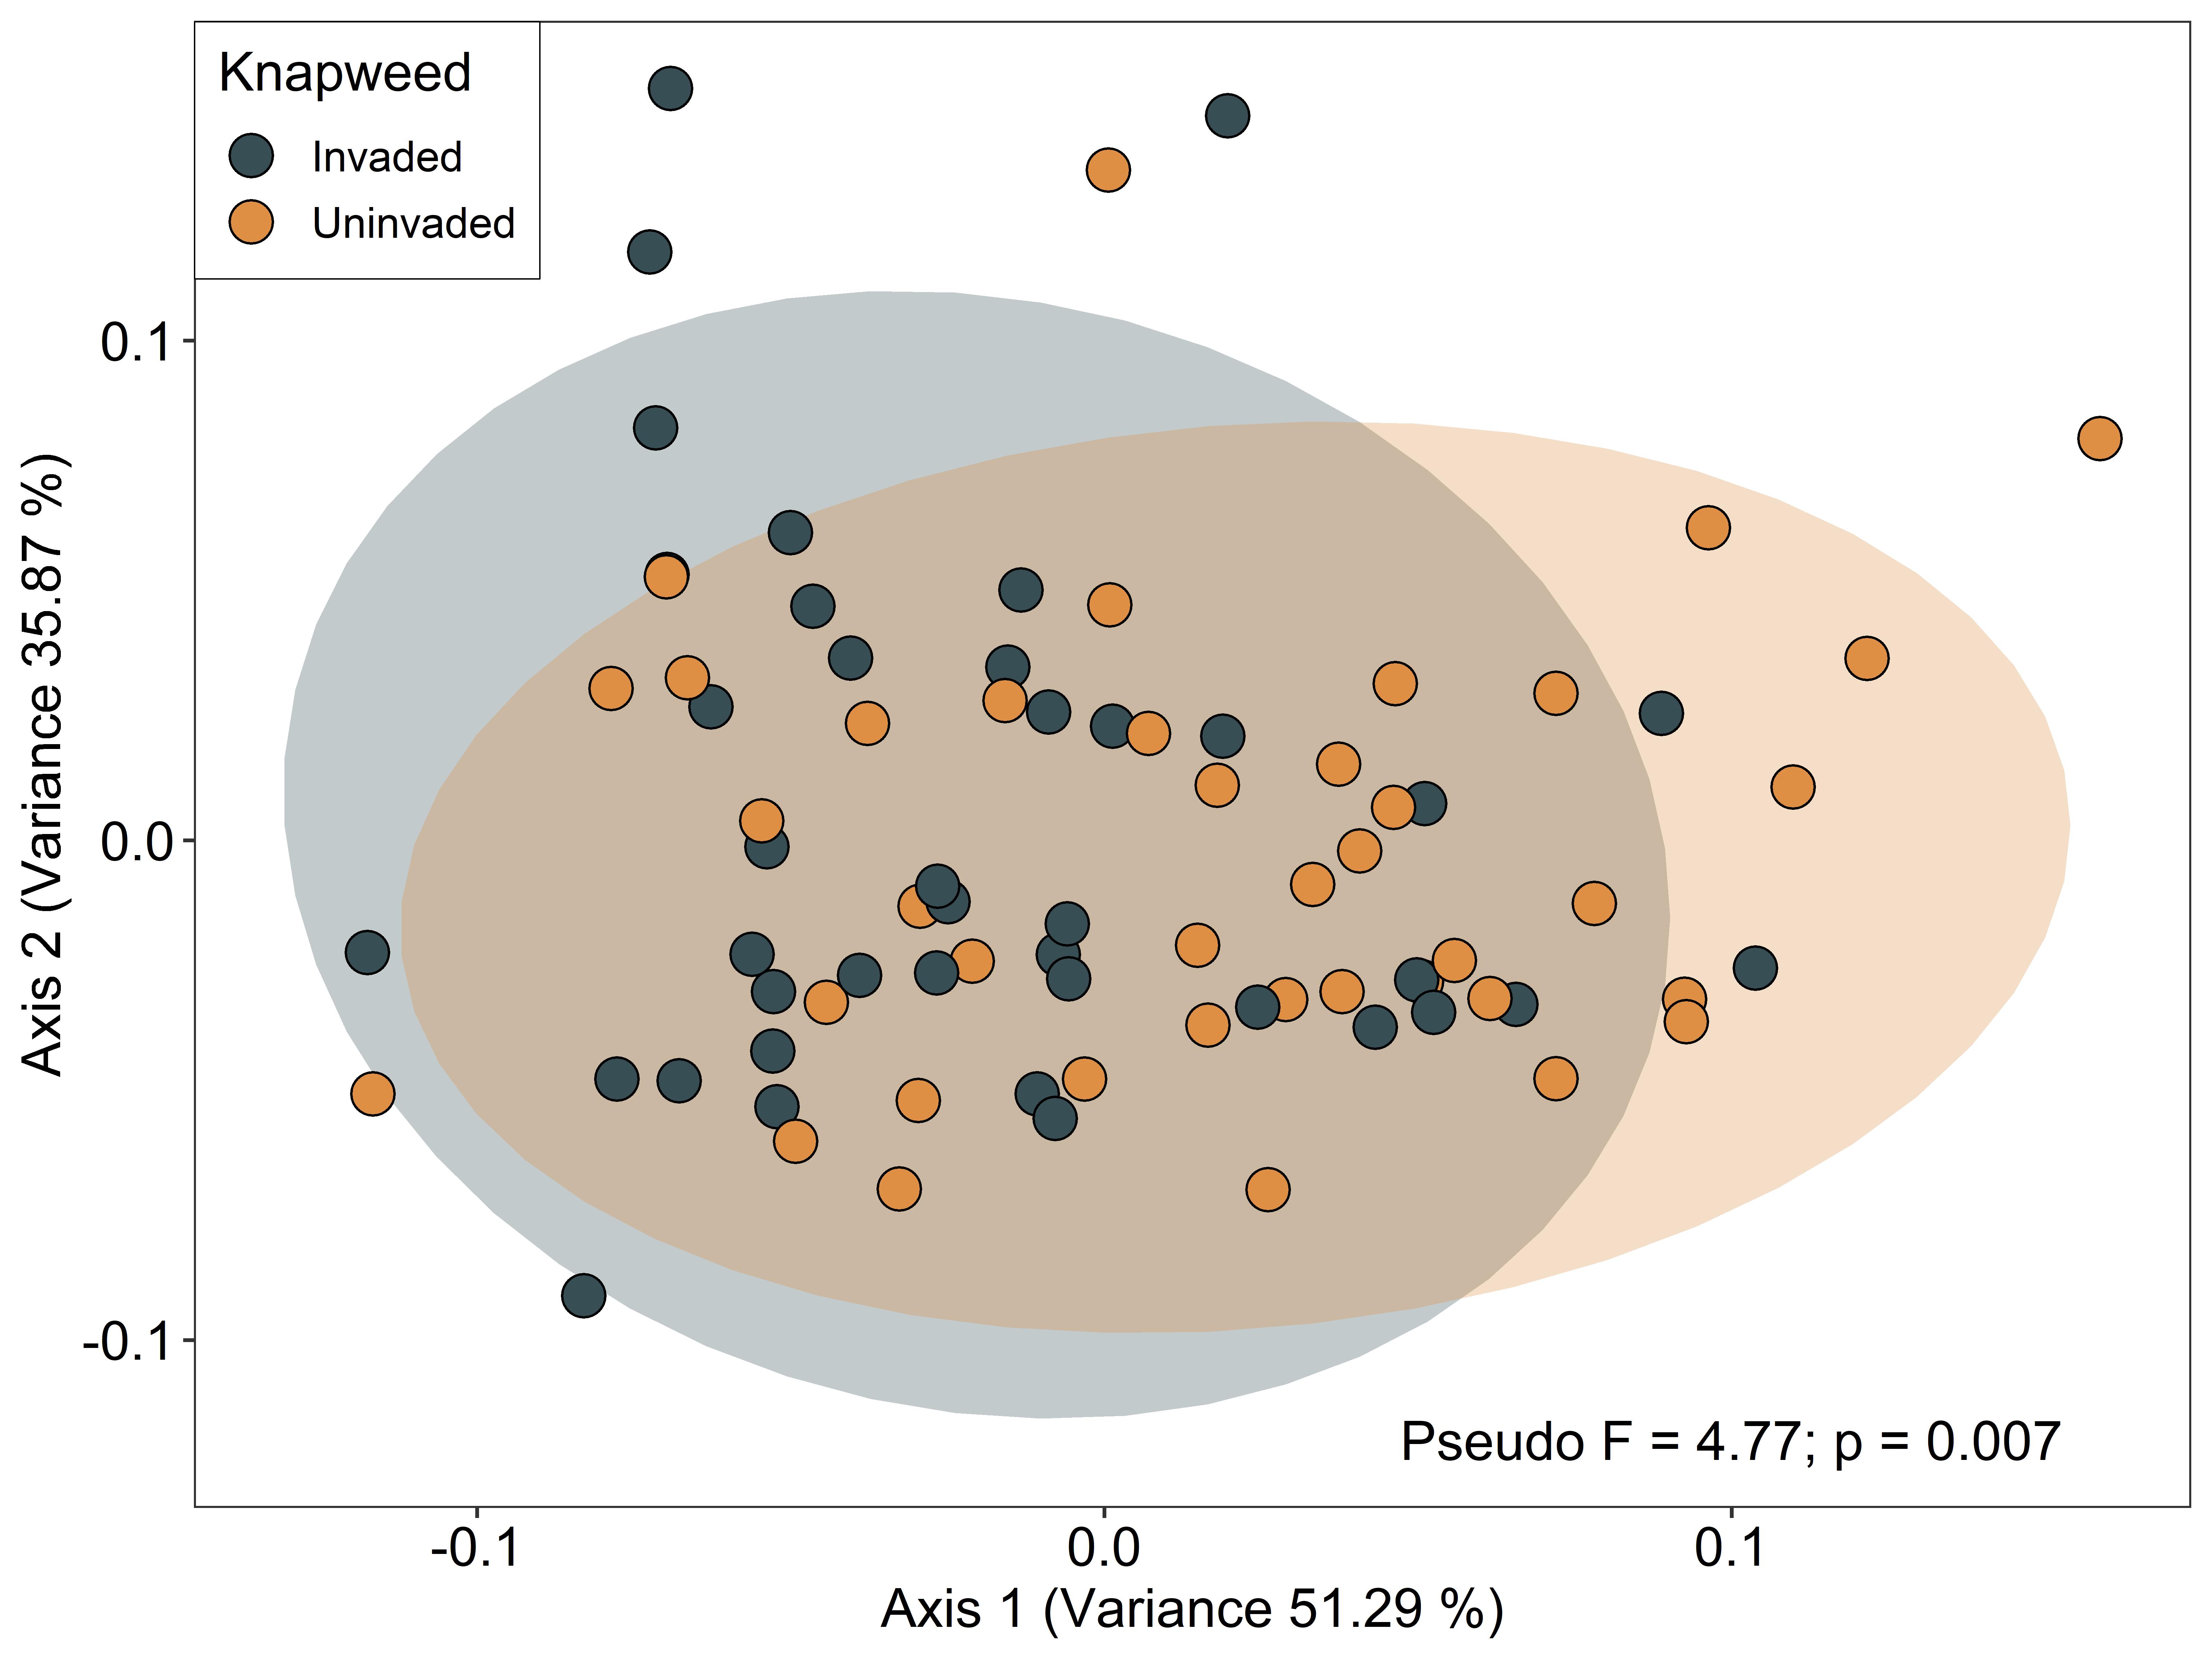 Knapweed
Invaded
Uninvaded
0.1
0.0
-0.1
Axis 2 (Variance 35.87 %)
Pseudo F = 4.77; p = 0.007
-0.1
0.0
0.1
Axis 1 (Variance 51.29 %)